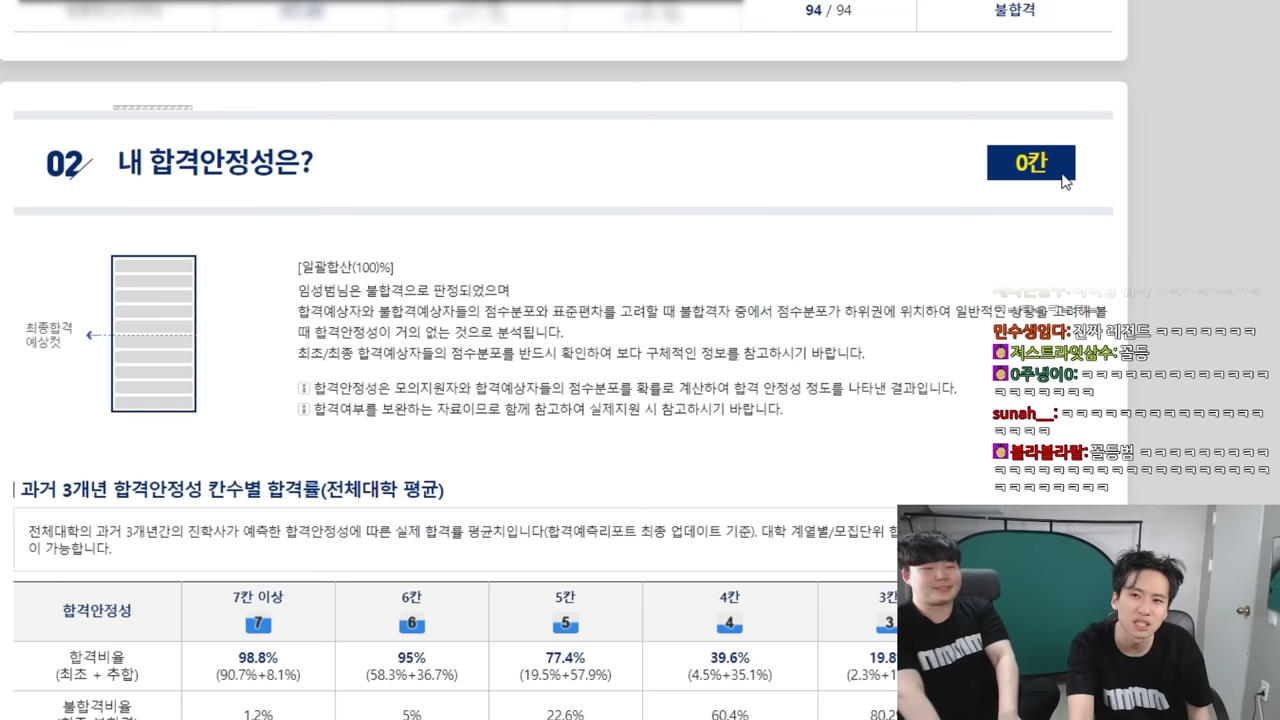 94 / 94
불합격
02
내 합격안정성은?
0칸
최종합격
예상컷
[일괄합산(100)%]
임성범님은 불합격으로 판정되었으며
합격예상자와 불합격예상자들의 점수분포와 표준편차를 고려할 때 불합격자 중에서 점수분포가 하위권에 위치하여 일반적인 상황을 고려해 볼
때 합격안정성이 거의 없는 것으로 분석됩니다.
최초/최종 합격예상자들의 점수분포를 반드시 확인하여 보다 구체적인 정보를 참고하시기 바랍니다.
합격안정성은 모의지원자와 합격예상자들의 점수분포를 확률로 계산하여 합격 안정성 정도를 나타낸 결과입니다.
합격여부를 보완하는 자료이므로 함께 참고하여 실제지원 시 참고하시기 바랍니다.
민수생임다: 진짜 레전드 ㅋㅋㅋㅋㅋㅋㅋ
져스트라잇삼수: 꼴등
0주냉이0: ㅋㅋㅋㅋㅋㅋㅋㅋㅋㅋㅋㅋㅋ
ㅋㅋㅋㅋㅋㅋㅋ
sunah__: ㅋㅋㅋㅋㅋㅋㅋㅋㅋㅋㅋㅋㅋㅋ
ㅋㅋㅋㅋ
볼라볼라랄: 꼴등범 ㅋㅋㅋㅋㅋㅋㅋㅋㅋ
ㅋㅋㅋㅋㅋㅋㅋㅋㅋㅋㅋㅋㅋㅋㅋㅋㅋㅋㅋ
ㅋㅋㅋㅋㅋㅋㅋㅋ
과거 3개년 합격안정성 칸수별 합격률(전체대학 평균)
전체대학의 과거 3개년간의 진학사가 예측한 합격안정성에 따른 실제 합격률 평균치입니다(합격예측리포트 최종 업데이트 기준). 대학 계열별/모집단위
이 가능합니다.
합격안정성 7칸 이상 6칸 5칸 4칸 3칸
7 6 5 4 3
합격비율 98.8% 95% 77.4% 39.6% 19.8
(최초 + 추합) (90.7%+8.1%) (58.3%+36.7%) (19.5%+57.9%) (4.5%+35.1%) (2.3%+1
불합격비율 1.2% 5% 22.6% 60.4% 80.2